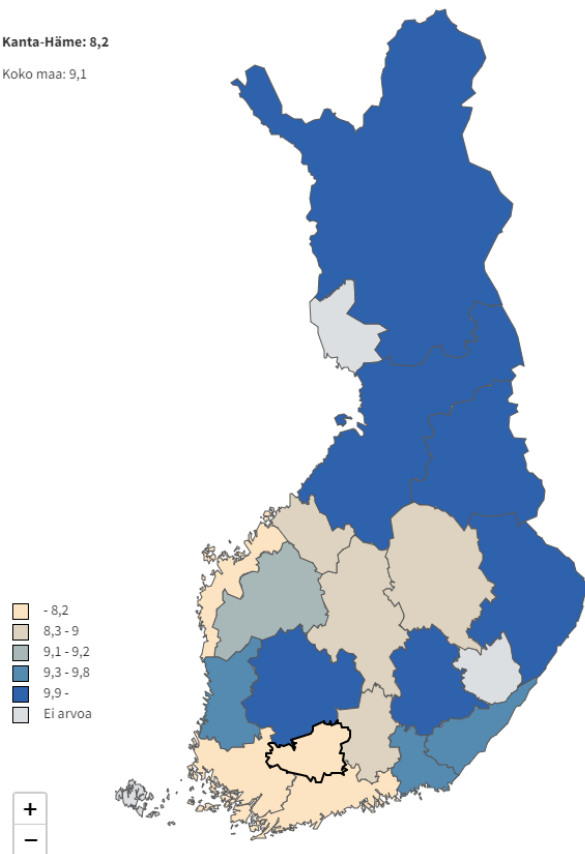 Kanta-Häme: 8,2
Koko maa: 9,1
- 8,2
8,3 - 9
9,1 - 9,2
9,3 - 9,8
9,9 -
Ei arvoa
+
−